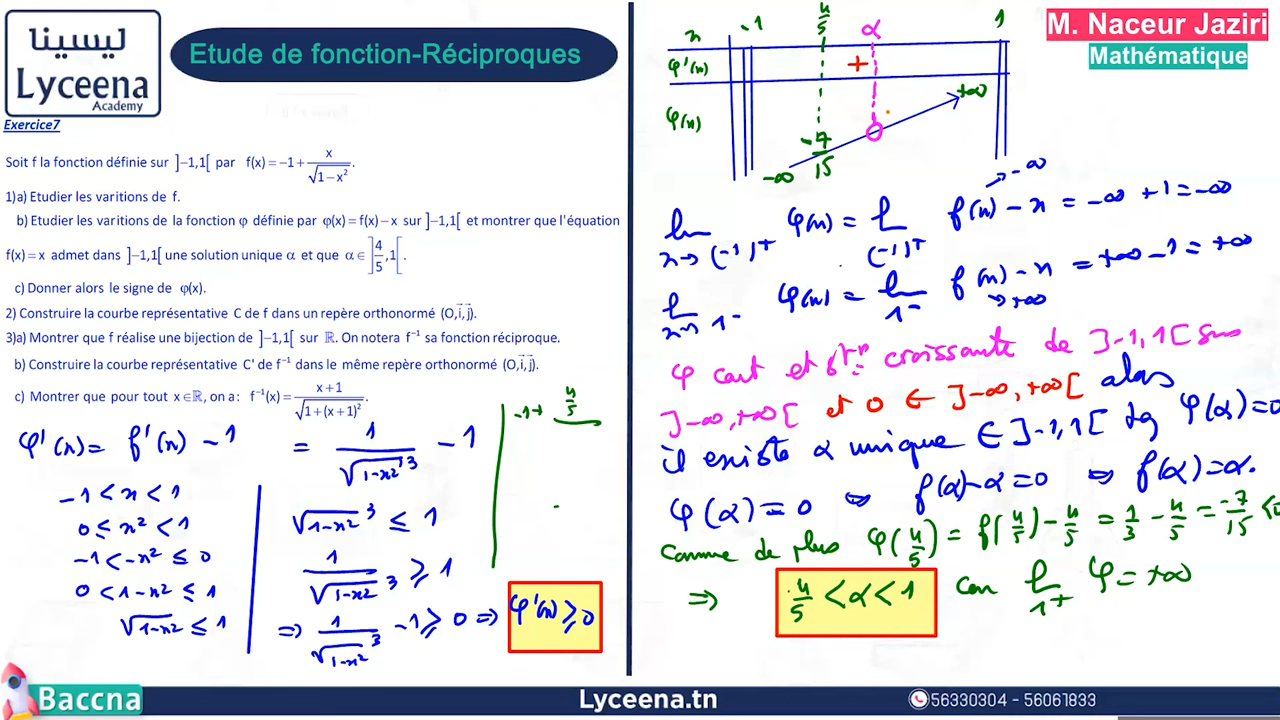 ليسينا
Lyceena
Academy
Etude de fonction-Réciproques
M. Naceur Jaziri
Mathématique
Exercice7
Soit f la fonction définie sur ]−1,1[ par f(x) = −1 + x/√(1−x²).
1)a) Etudier les varitions de f.
b) Etudier les varitions de la fonction φ définie par φ(x) = f(x) − x sur ]−1,1[ et montrer que l'équation
f(x) = x admet dans ]−1,1[ une solution unique α et que α ∈ ]4/5, 1[.
c) Donner alors le signe de φ(x).
2) Construire la courbe représentative C de f dans un repère orthonormé (O,i,j).
3)a) Montrer que f réalise une bijection de ]−1,1[ sur ℝ. On notera f⁻¹ sa fonction réciproque.
b) Construire la courbe représentative C' de f⁻¹ dans le même repère orthonormé (O,i,j).
c) Montrer que pour tout x ∈ ℝ, on a : f⁻¹(x) = (x+1)/√(1+(x+1)²).
φ'(x) = f'(x) − 1 = 1/√(1−x²)³ − 1
−1 < x < 1
0 ≤ x² < 1
−1 < −x² ≤ 0
0 < 1−x² ≤ 1
√(1−x²) ≤ 1
√(1−x²)³ ≤ 1
1/√(1−x²)³ ≥ 1
⇒ 1/√(1−x²)³ − 1 ≥ 0 ⇒ φ'(x) ≥ 0
−1 + 4/5
x -1 4/5 α 1
φ'(x) +
φ(x) −∞ −7/15 0 +∞
lim x→(−1)⁺ φ(x) = lim (−1)⁺ f(x) − x = −∞ + 1 = −∞
→ −∞
lim x→1⁻ φ(x) = lim 1⁻ f(x) − x = +∞ − 1 = +∞
→ +∞
φ cont et st croissante de ]−1,1[ sur
]−∞,+∞[ et 0 ∈ ]−∞,+∞[ alors
il existe α unique ∈ ]−1,1[ tq φ(α) = 0
φ(α) = 0 ⇔ f(α) − α = 0 ⇔ f(α) = α.
Comme de plus φ(4/5) = f(4/5) − 4/5 = 1/3 − 4/5 = −7/15 < 0
⇒ 4/5 < α < 1 car lim 1⁺ φ = +∞
Baccna
Lyceena.tn
56330304 - 56061833